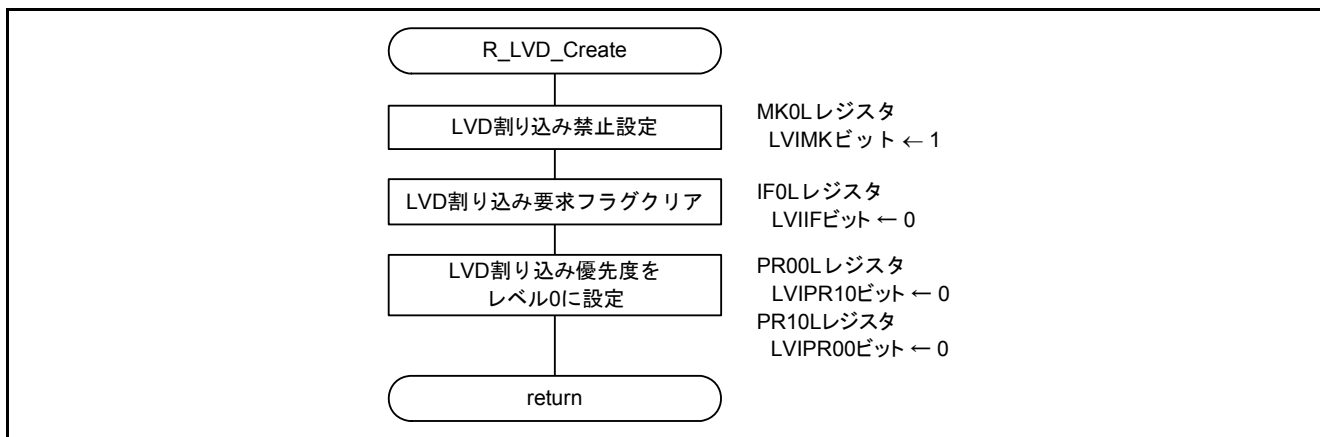 R_LVD_Create
LVD割り込み禁止設定
MK0Lレジスタ
LVIMKビット ← 1
LVD割り込み要求フラグクリア
IF0Lレジスタ
LVIIFビット ← 0
LVD割り込み優先度を
レベル0に設定
PR00Lレジスタ
LVIPR10ビット ← 0
PR10Lレジスタ
LVIPR00ビット ← 0
return